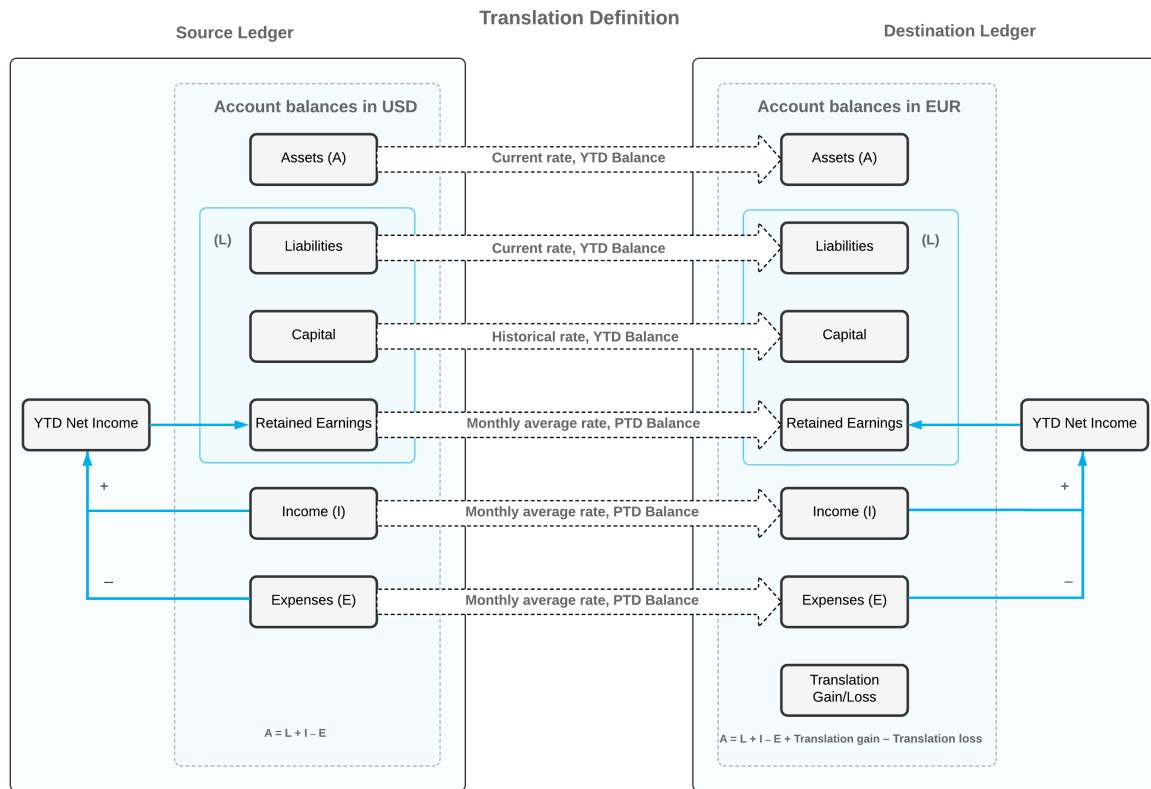 Translation Definition
Source Ledger
Destination Ledger
Account balances in USD
Account balances in EUR
Assets (A)
Current rate, YTD Balance
Assets (A)
(L)
Liabilities
Current rate, YTD Balance
Liabilities
(L)
Capital
Historical rate, YTD Balance
Capital
YTD Net Income
Retained Earnings
Monthly average rate, PTD Balance
Retained Earnings
YTD Net Income
+
+
Income (I)
Monthly average rate, PTD Balance
Income (I)
–
–
Expenses (E)
Monthly average rate, PTD Balance
Expenses (E)
Translation
Gain/Loss
A = L + I – E
A = L + I – E + Translation gain – Translation loss